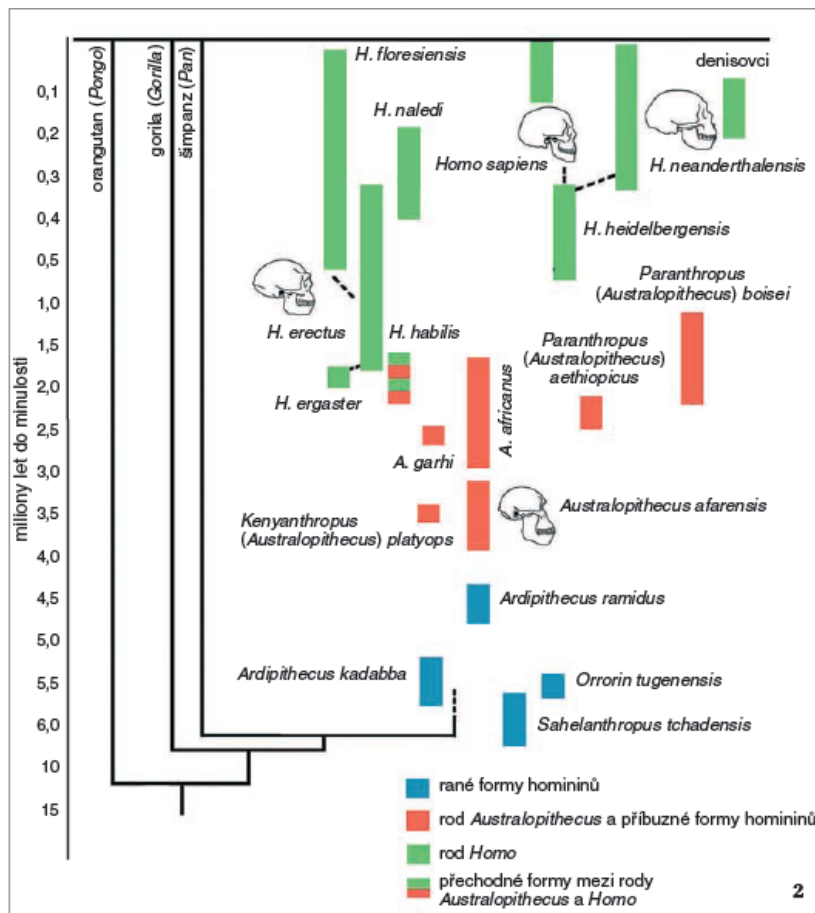 orangutan (Pongo)
gorila (Gorilla)
šimpanz (Pan)
miliony let do minulosti
0,1
0,2
0,3
0,4
0,5
1,0
1,5
2,0
2,5
3,0
3,5
4,0
4,5
5,0
5,5
6,0
10
15
H. floresiensis
denisovci
H. naledi
Homo sapiens
H. neanderthalensis
H. heidelbergensis
Paranthropus
(Australopithecus) boisei
H. erectus
H. habilis
Paranthropus
(Australopithecus)
aethiopicus
H. ergaster
A. africanus
A. garhi
Kenyanthropus
(Australopithecus) platyops
Australopithecus afarensis
Ardipithecus ramidus
Ardipithecus kadabba
Orrorin tugenensis
Sahelanthropus tchadensis
rané formy homininů
rod Australopithecus a příbuzné formy homininů
rod Homo
přechodné formy mezi rody
Australopithecus a Homo
2